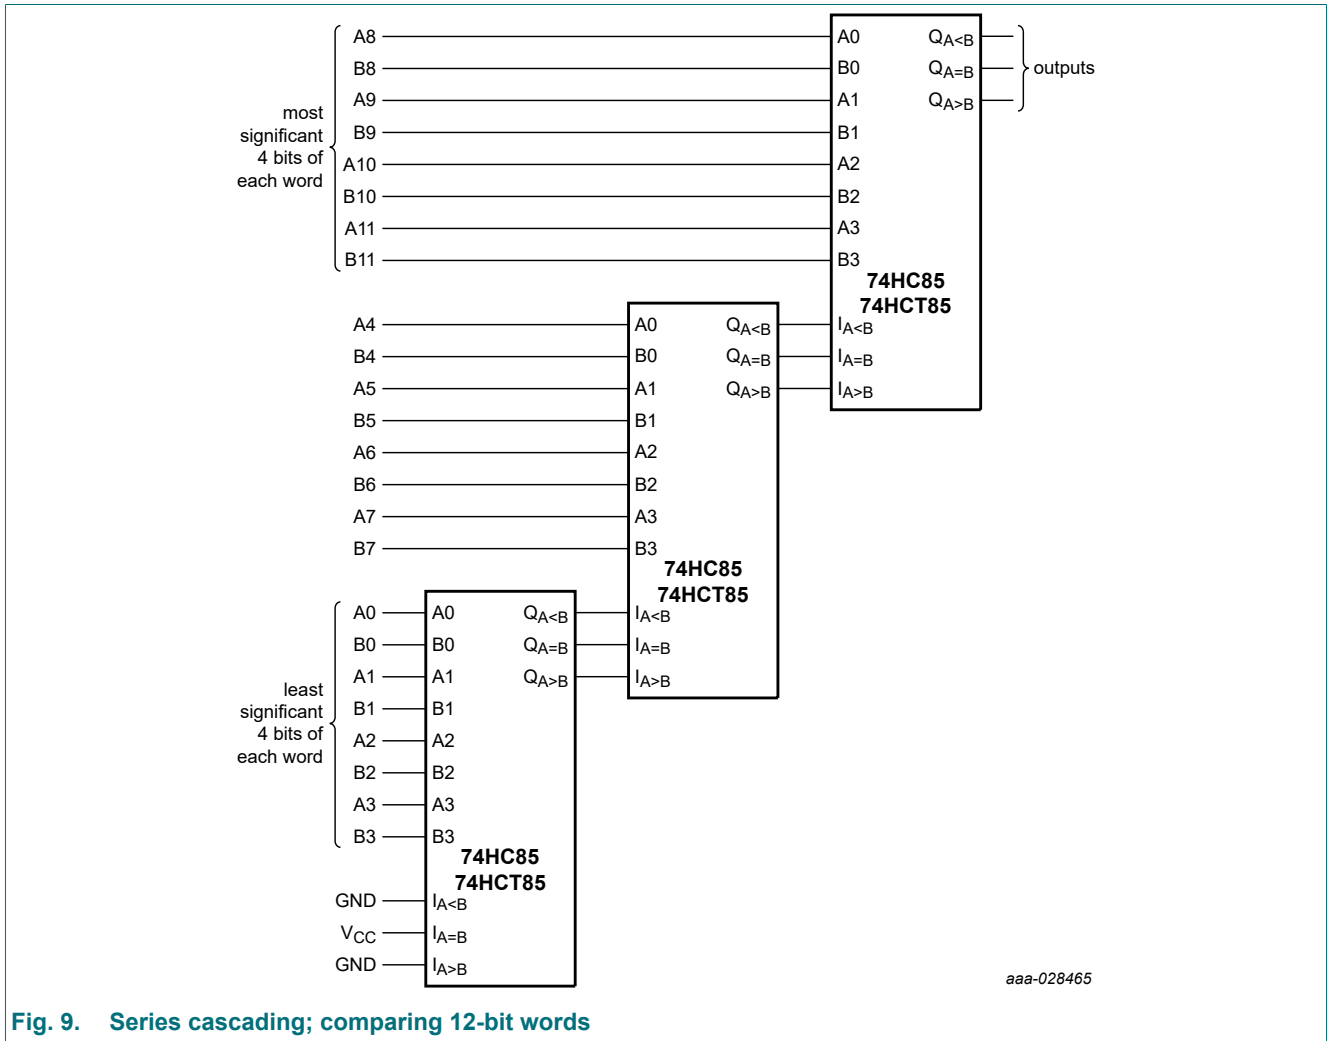 A8
B8
A9
B9
A10
B10
A11
B11
most
significant
4 bits of
each word
A0 QA<B
B0 QA=B
A1 QA>B
B1
A2
B2
A3
B3
outputs
74HC85
74HCT85
IA<B
IA=B
IA>B
A4
B4
A5
B5
A6
B6
A7
B7
A0 QA<B
B0 QA=B
A1 QA>B
B1
A2
B2
A3
B3
74HC85
74HCT85
IA<B
IA=B
IA>B
A0
B0
A1
B1
A2
B2
A3
B3
least
significant
4 bits of
each word
A0 QA<B
B0 QA=B
A1 QA>B
B1
A2
B2
A3
B3
74HC85
74HCT85
GND IA<B
VCC IA=B
GND IA>B
aaa-028465
Fig. 9. Series cascading; comparing 12-bit words